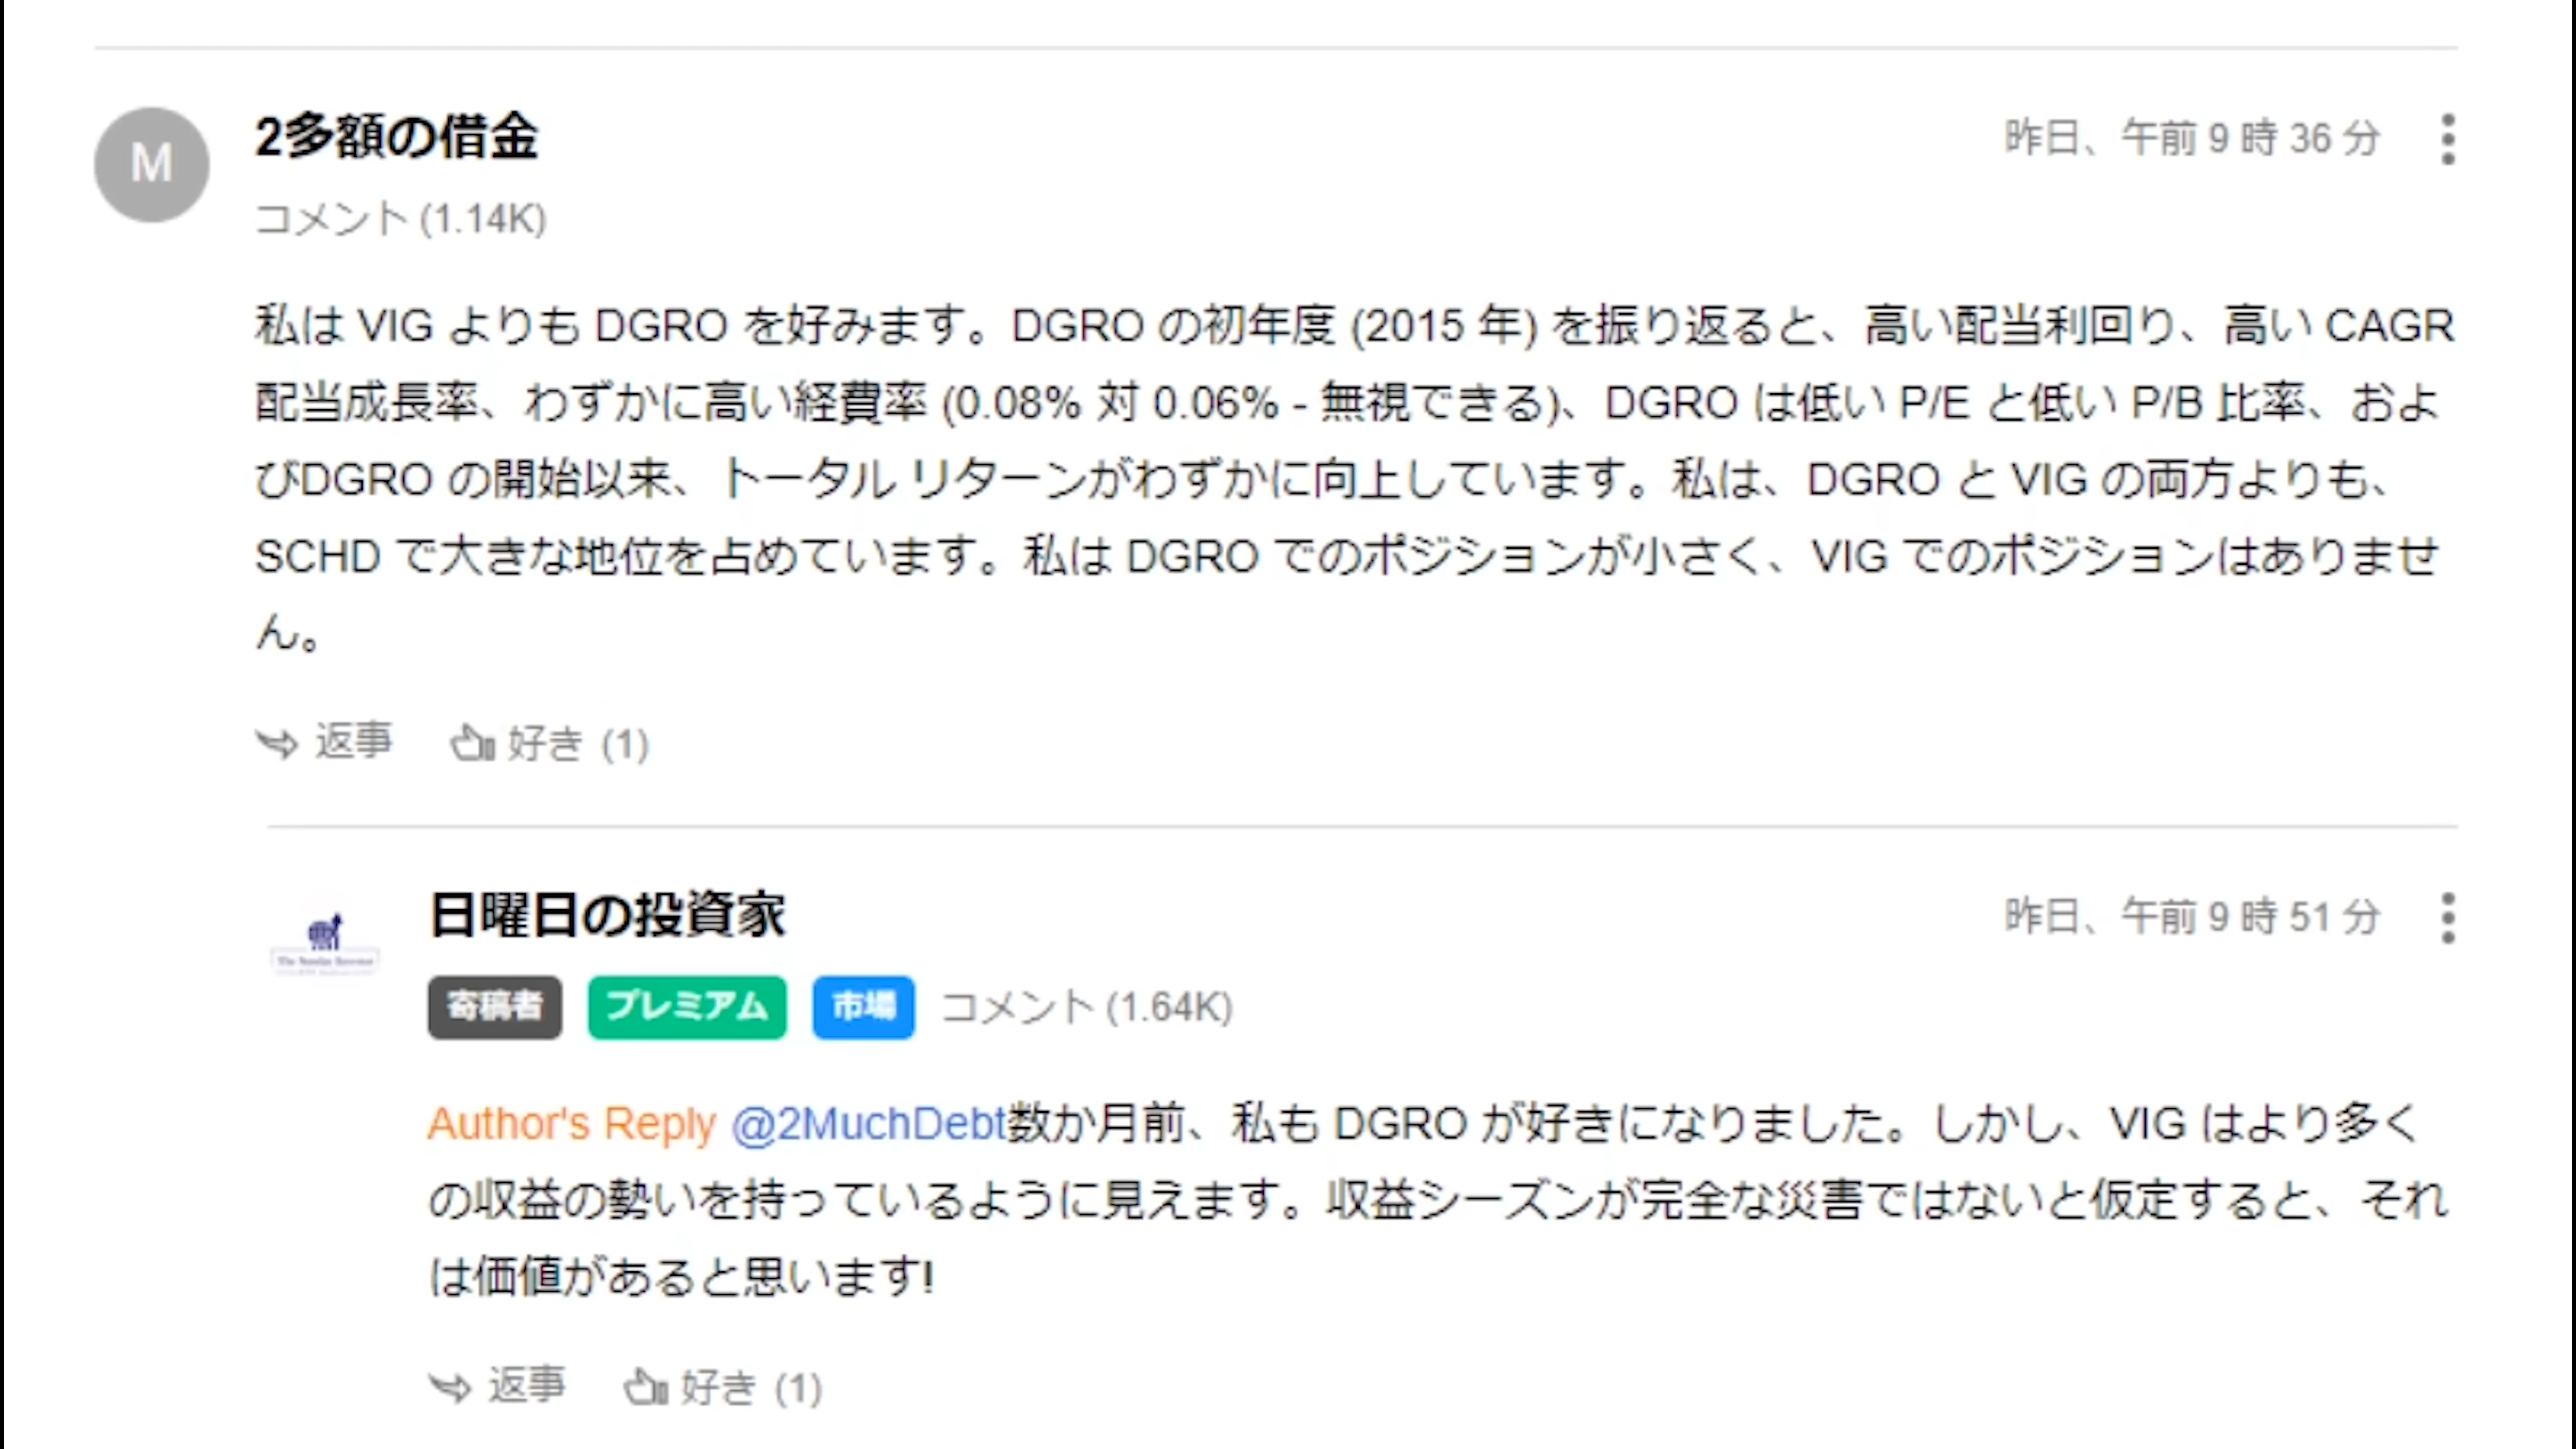 M
2多額の借金
昨日、午前 9 時 36 分
コメント (1.14K)
私は VIG よりも DGRO を好みます。DGRO の初年度 (2015 年) を振り返ると、高い配当利回り、高い CAGR
配当成長率、わずかに高い経費率 (0.08% 対 0.06% - 無視できる)、DGRO は低い P/E と低い P/B 比率、およ
びDGRO の開始以来、トータル リターンがわずかに向上しています。私は、DGRO と VIG の両方よりも、
SCHD で大きな地位を占めています。私は DGRO でのポジションが小さく、VIG でのポジションはありませ
ん。
返事 好き (1)
日曜日の投資家
昨日、午前 9 時 51 分
寄稿者 プレミアム 市場 コメント (1.64K)
Author's Reply @2MuchDebt数か月前、私も DGRO が好きになりました。しかし、VIG はより多く
の収益の勢いを持っているように見えます。収益シーズンが完全な災害ではないと仮定すると、それ
は価値があると思います!
返事 好き (1)